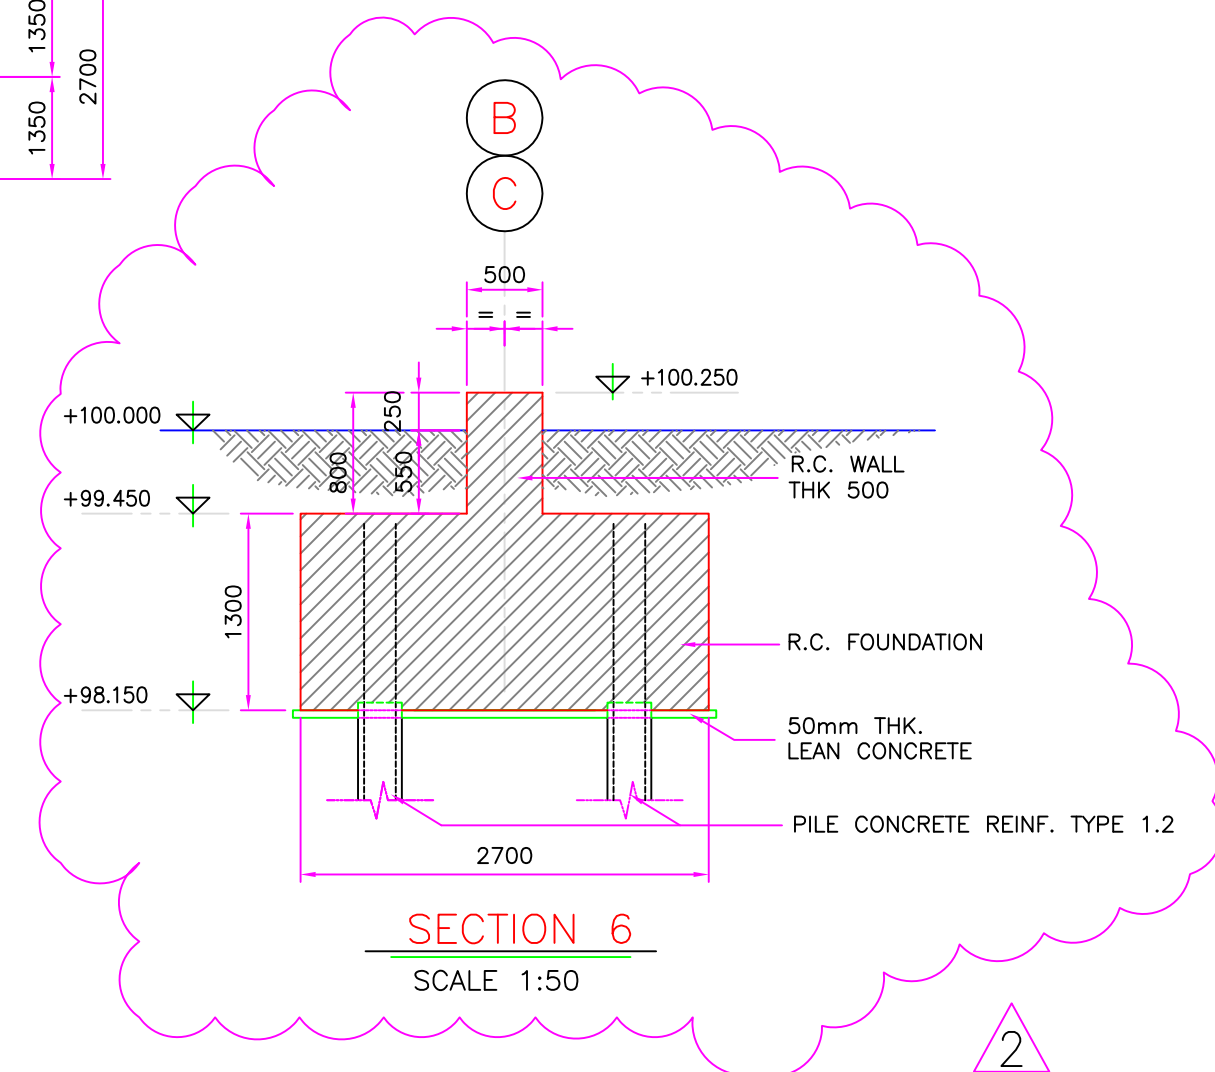 1350
2700
1350
B
C
500
= =
+100.250
250
+100.000
800
550
R.C. WALL
THK 500
+99.450
1300
R.C. FOUNDATION
+98.150
50mm THK.
LEAN CONCRETE
PILE CONCRETE REINF. TYPE 1.2
2700
SECTION 6
SCALE 1:50
2